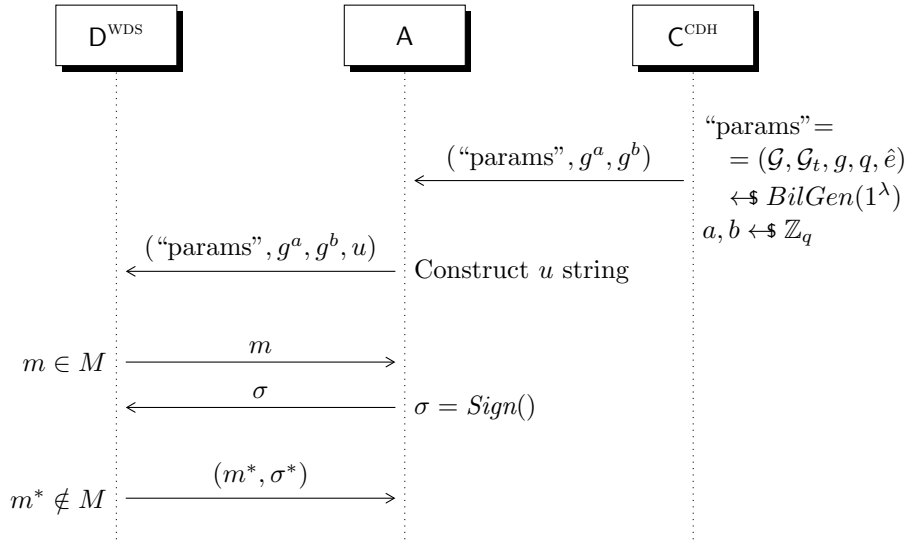 D^WDS A C^CDH
“params”=
(“params”, g^a, g^b) = (𝒢, 𝒢_t, g, q, ê)
↞$ BilGen(1^λ)
a, b ↞$ ℤ_q
(“params”, g^a, g^b, u) Construct u string
m ∈ M m
σ σ = Sign()
m* ∉ M (m*, σ*)